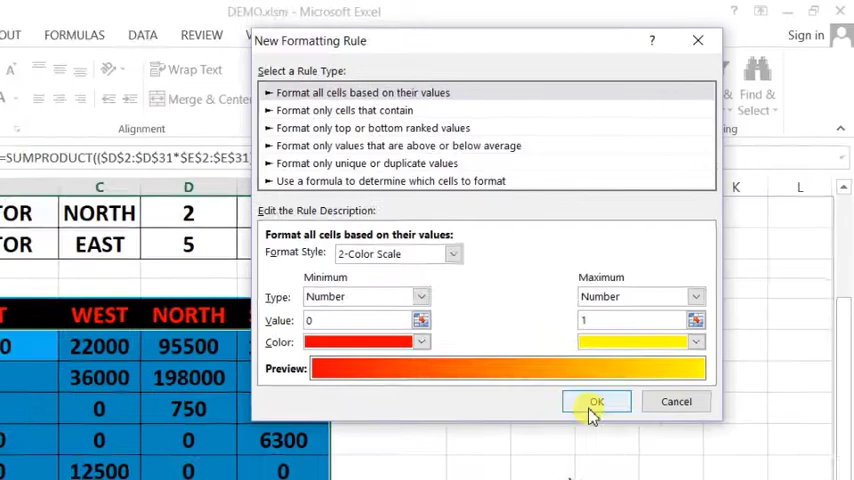 DEMO.xlsm - Microsoft Excel
OUT FORMULAS DATA REVIEW
Sign in
New Formatting Rule
Select a Rule Type:
► Format all cells based on their values
► Format only cells that contain
► Format only top or bottom ranked values
► Format only values that are above or below average
► Format only unique or duplicate values
► Use a formula to determine which cells to format
Edit the Rule Description:
Format all cells based on their values:
Format Style: 2-Color Scale
Minimum Maximum
Type: Number Number
Value: 0 1
Color:
Preview:
OK Cancel
Wrap Text
Merge & Center
Alignment
Find &
Select
=SUMPRODUCT(($D$2:$D$31*$E$2:$E$31)
C D K L
TOR NORTH 2
TOR EAST 5
T WEST NORTH
0 22000 95500
36000 198000
0 750
0 0 0 6300
0 12500 0 0